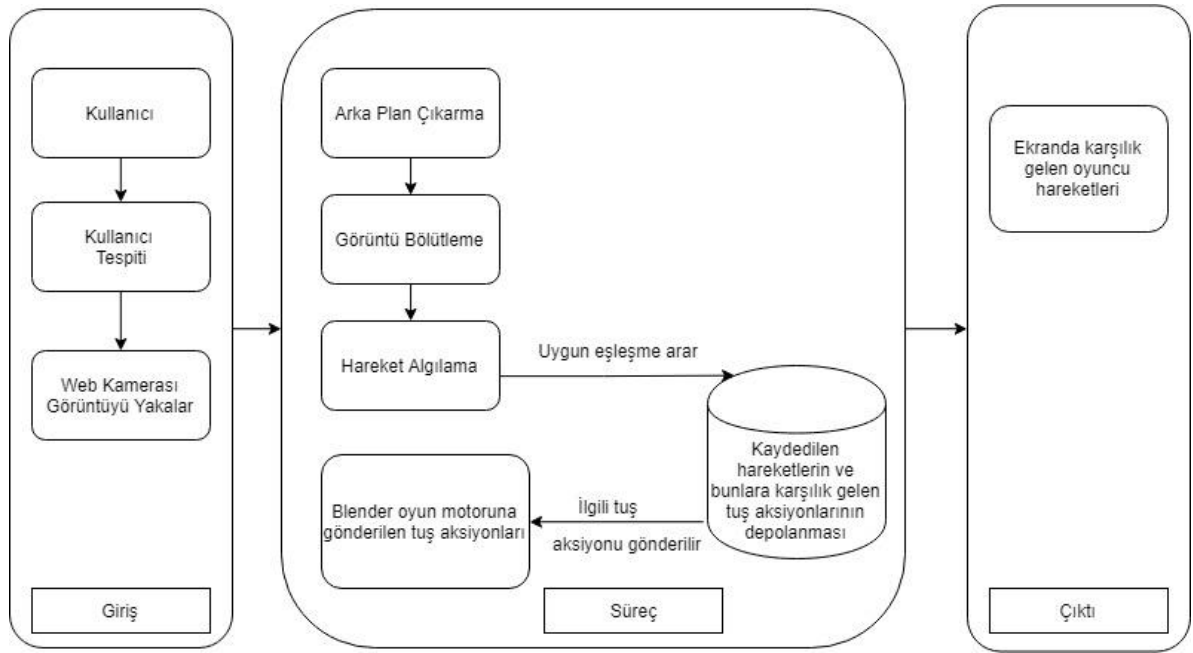 Kullanıcı
Kullanıcı
Tespiti
Web Kamerası
Görüntüyü Yakalar
Giriş
Arka Plan Çıkarma
Görüntü Bölütleme
Hareket Algılama
Uygun eşleşme arar
Kaydedilen
hareketlerin ve
bunlara karşılık gelen
tuş aksiyonlarının
depolanması
İlgili tuş
aksiyonu gönderilir
Blender oyun motoruna
gönderilen tuş aksiyonları
Süreç
Ekranda karşılık
gelen oyuncu
hareketleri
Çıktı